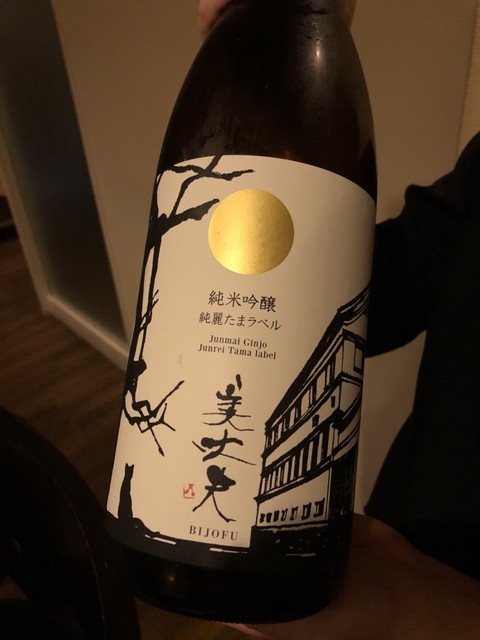 純米吟醸
純麗たまラベル
Junmai Ginjo
Junrei Tama label
美丈夫
BIJOFU